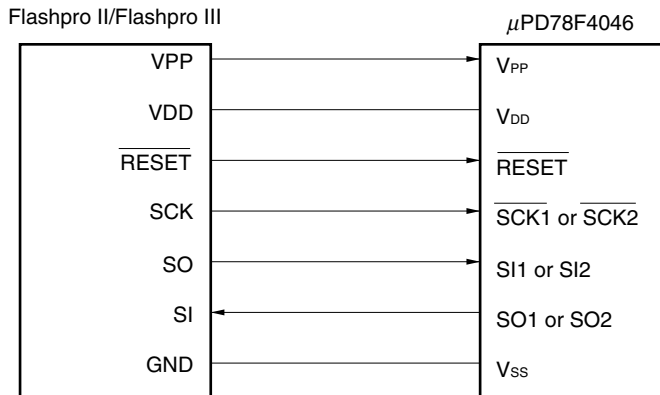 Flashpro II/Flashpro III
μPD78F4046
VPP VPP
VDD VDD
RESET RESET
SCK SCK1 or SCK2
SO SI1 or SI2
SI SO1 or SO2
GND VSS